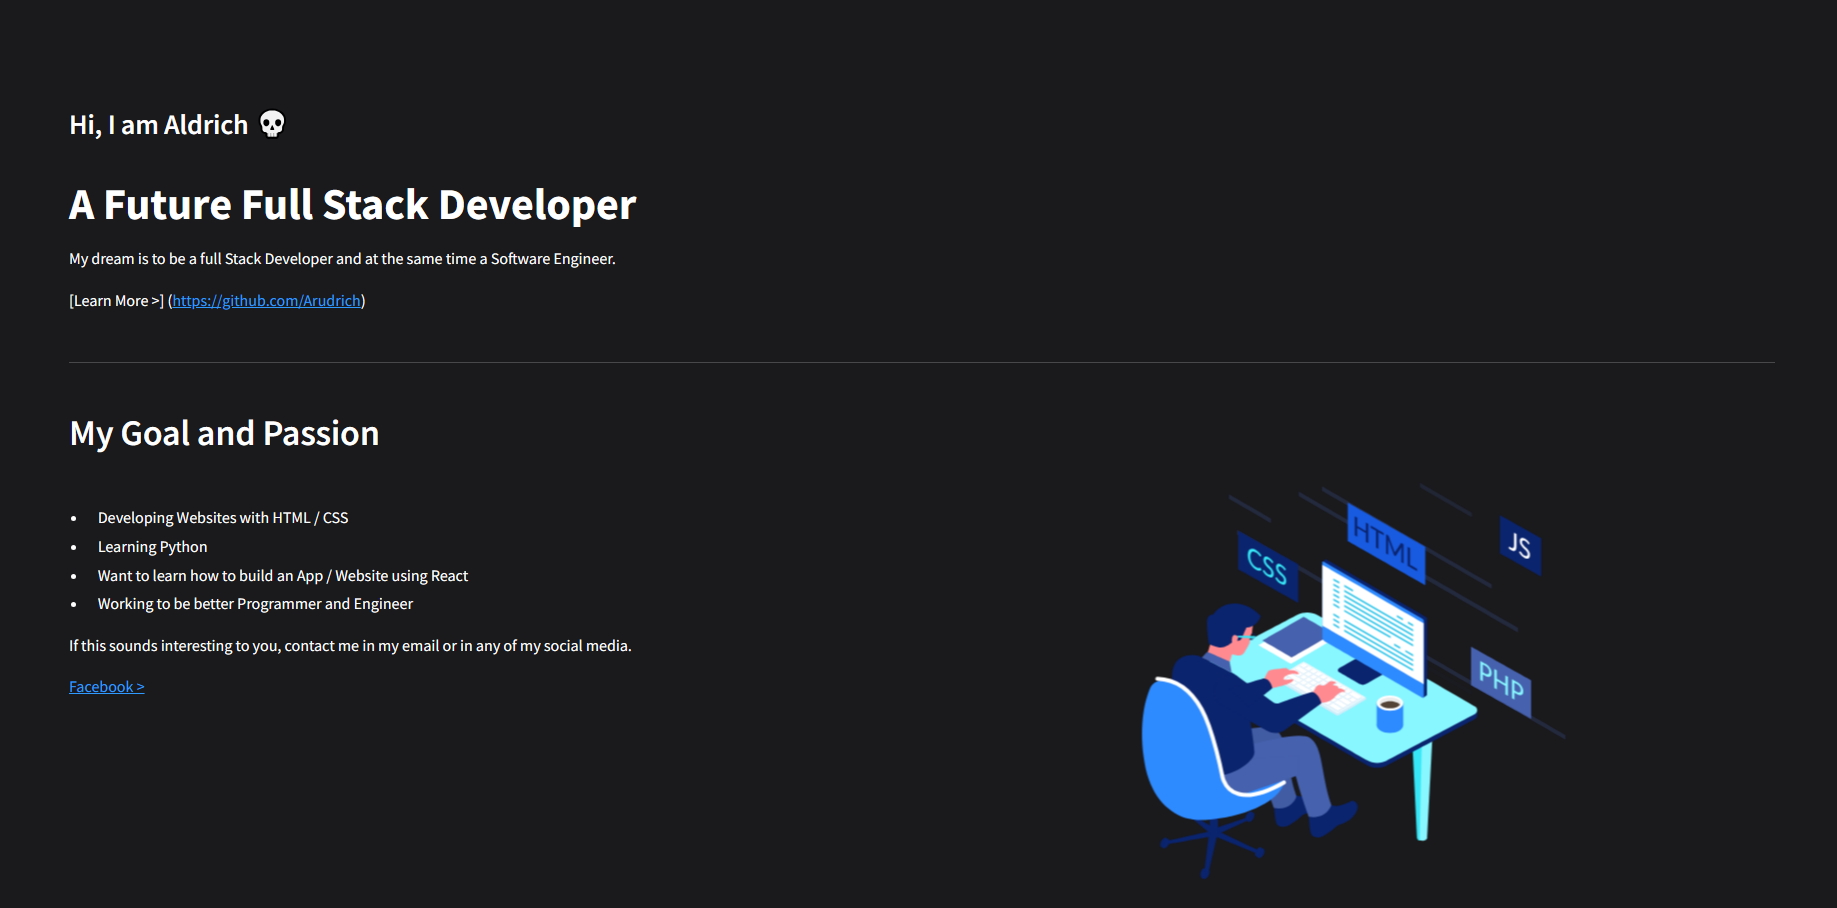 Hi, I am Aldrich 💀
A Future Full Stack Developer
My dream is to be a full Stack Developer and at the same time a Software Engineer.
[Learn More >] (https://github.com/Arudrich)
My Goal and Passion
• Developing Websites with HTML / CSS
• Learning Python
• Want to learn how to build an App / Website using React
• Working to be better Programmer and Engineer
If this sounds interesting to you, contact me in my email or in any of my social media.
Facebook >
HTML
JS
CSS
PHP